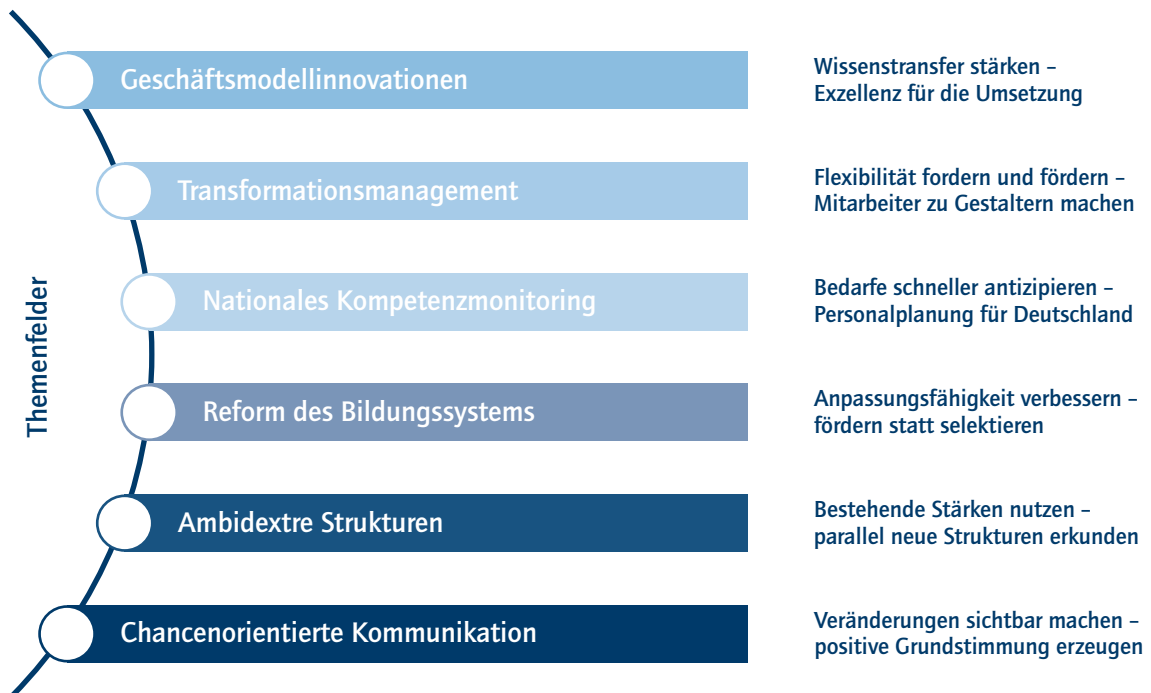 Themenfelder
Geschäftsmodellinnovationen
Wissenstransfer stärken –
Exzellenz für die Umsetzung
Transformationsmanagement
Flexibilität fordern und fördern –
Mitarbeiter zu Gestaltern machen
Nationales Kompetenzmonitoring
Bedarfe schneller antizipieren –
Personalplanung für Deutschland
Reform des Bildungssystems
Anpassungsfähigkeit verbessern –
fördern statt selektieren
Ambidextre Strukturen
Bestehende Stärken nutzen –
parallel neue Strukturen erkunden
Chancenorientierte Kommunikation
Veränderungen sichtbar machen –
positive Grundstimmung erzeugen